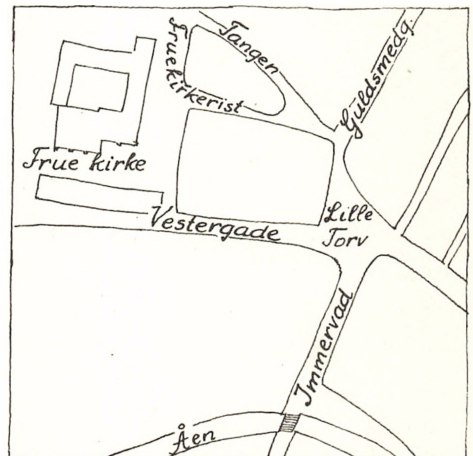 Tangen
Fruekirkerist
Guldsmedg.
Frue kirke
Lille
Torv
Vestergade
Immervad
Åen